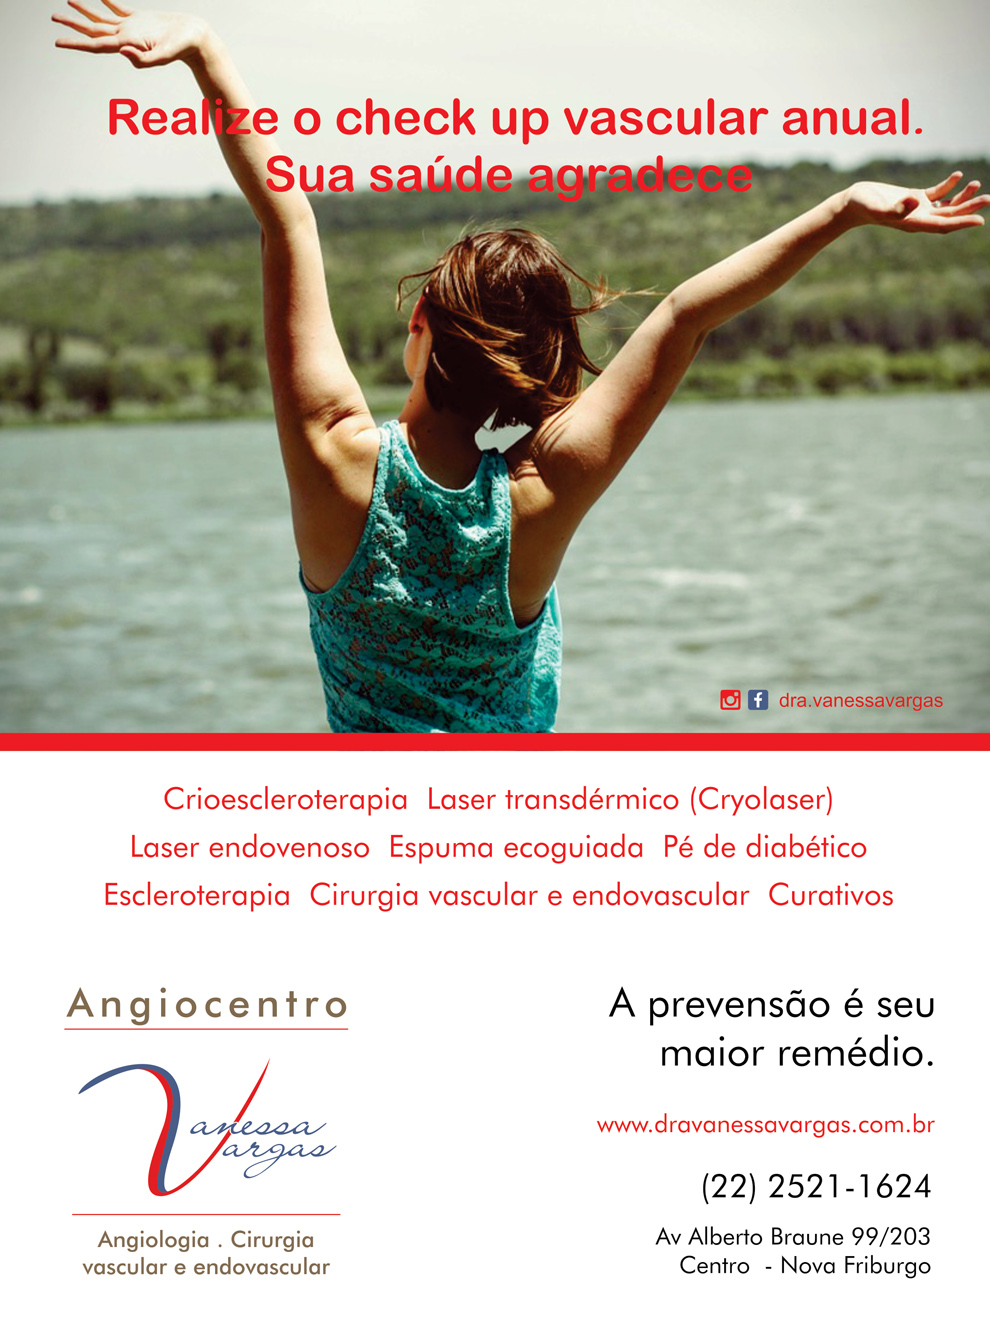 Realize o check up vascular anual.
Sua saúde agradece
dra.vanessavargas
Crioescleroterapia Laser transdérmico (Cryolaser)
Laser endovenoso Espuma ecoguiada Pé de diabético
Escleroterapia Cirurgia vascular e endovascular Curativos
Angiocentro
Vanessa
Vargas
Angiologia . Cirurgia
vascular e endovascular
A prevensão é seu
maior remédio.
www.dravanessavargas.com.br
(22) 2521-1624
Av Alberto Braune 99/203
Centro - Nova Friburgo